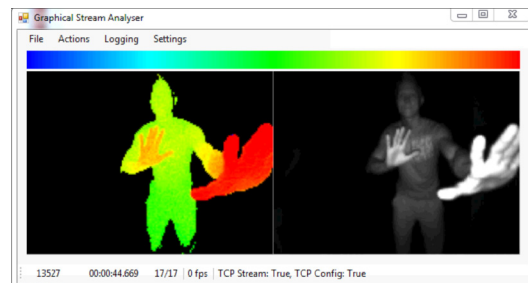 Graphical Stream Analyser
File Actions Logging Settings
13527 00:00:44.669 17/17 0 fps TCP Stream: True, TCP Config: True